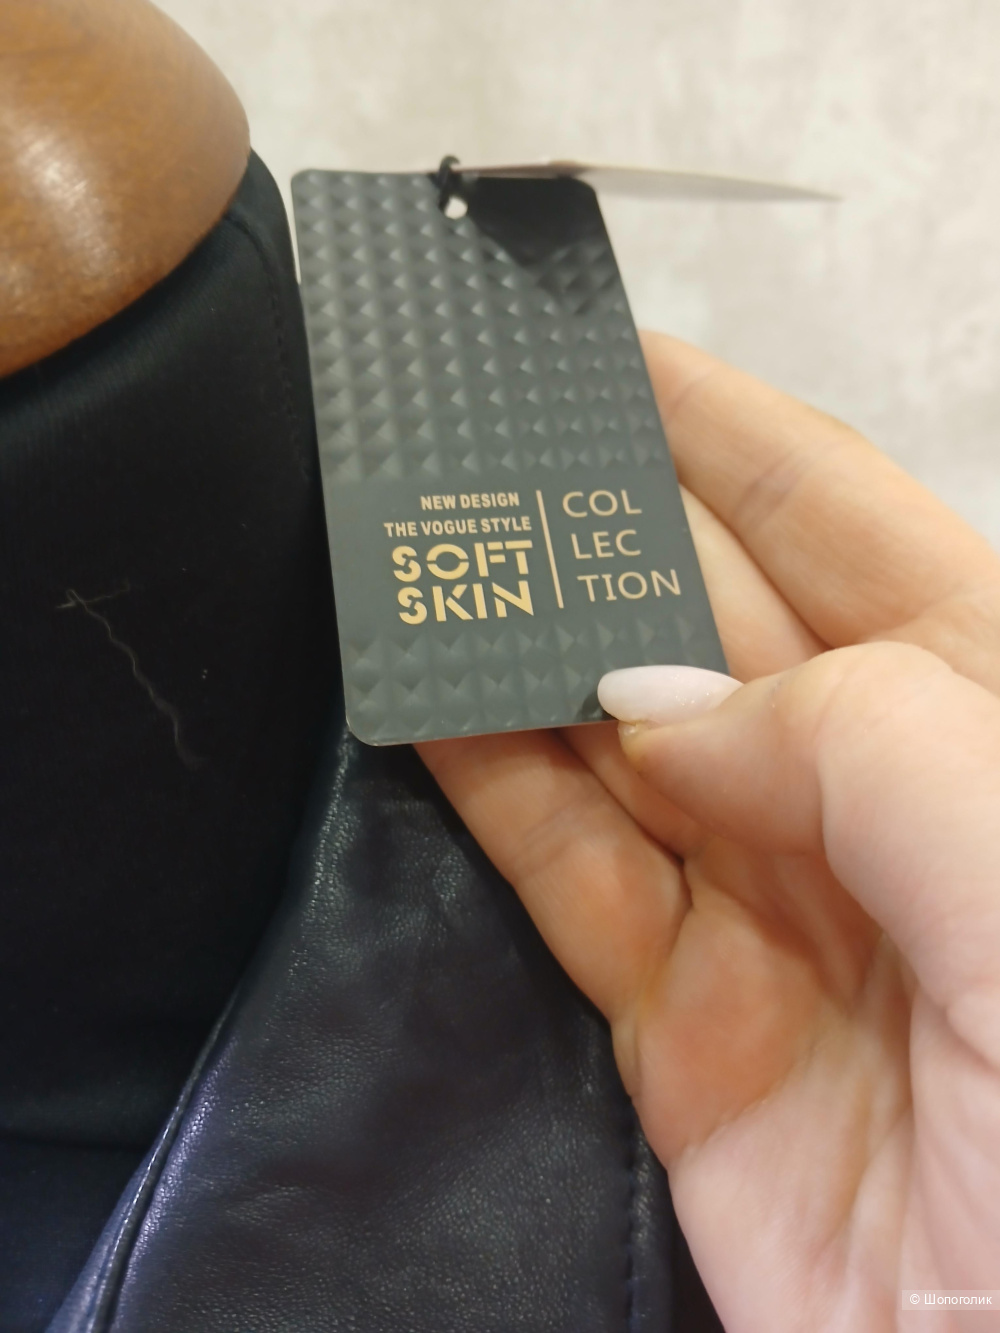 NEW DESIGN
THE VOGUE STYLE
SOFT
SKIN
COL
LEC
TION
© Шопоголик